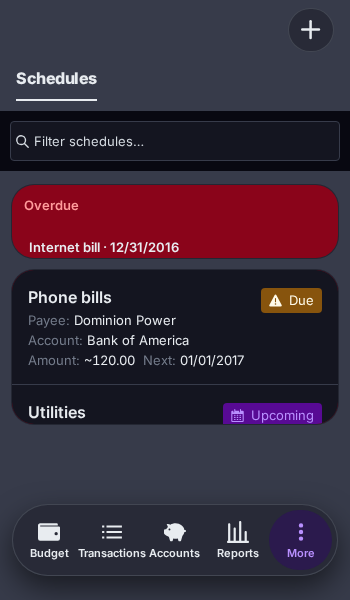 Schedules
Filter schedules...
Overdue
Internet bill · 12/31/2016
Phone bills
Due
Payee: Dominion Power
Account: Bank of America
Amount: ~120.00 Next: 01/01/2017
Utilities
Upcoming
Budget Transactions Accounts Reports More